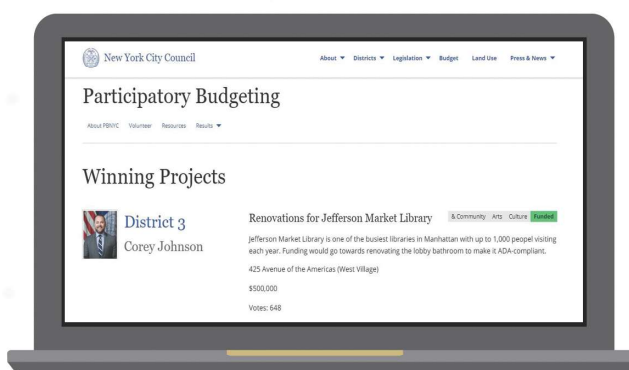 New York City Council
About Districts Legislation Budget Land Use Press & News
Participatory Budgeting
About PBNYC Volunteer Resources Results
Winning Projects
District 3
Corey Johnson
Renovations for Jefferson Market Library
& Community Arts Culture Funded
Jefferson Market Library is one of the busiest libraries in Manhattan with up to 1,000 peopel visiting
each year. Funding would go towards renovating the lobby bathroom to make it ADA-compliant.
425 Avenue of the Americas (West Village)
$500,000
Votes: 648